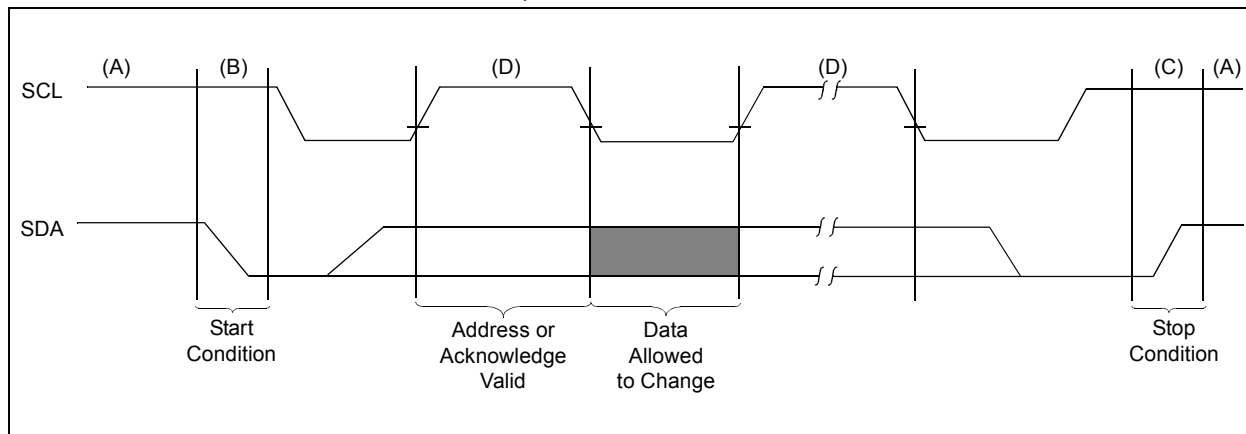 (A) (B) (D) (D) (C) (A)
SCL
SDA
Start
Condition
Address or
Acknowledge
Valid
Data
Allowed
to Change
Stop
Condition